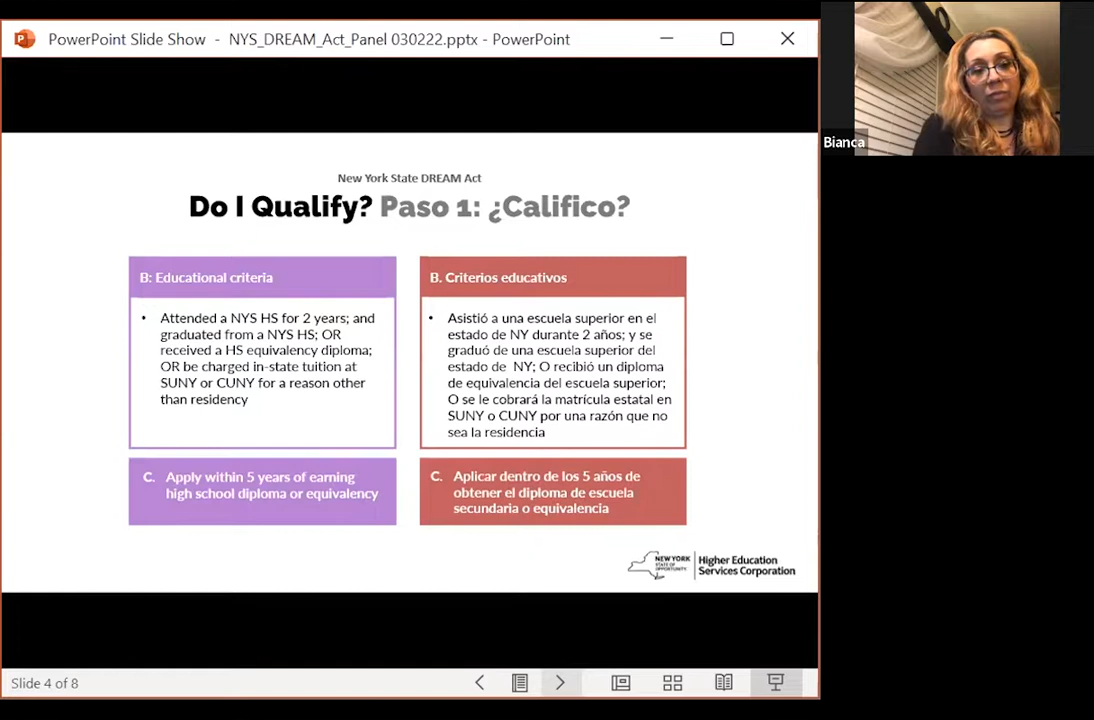 PowerPoint Slide Show - NYS_DREAM_Act_Panel 030222.pptx - PowerPoint
Bianca
New York State DREAM Act
Do I Qualify? Paso 1: ¿Califico?
B: Educational criteria
• Attended a NYS HS for 2 years; and
graduated from a NYS HS; OR
received a HS equivalency diploma;
OR be charged in-state tuition at
SUNY or CUNY for a reason other
than residency
C. Apply within 5 years of earning
high school diploma or equivalency
B. Criterios educativos
• Asistió a una escuela superior en el
estado de NY durante 2 años; y se
graduó de una escuela superior del
estado de NY; O recibió un diploma
de equivalencia del escuela superior;
O se le cobrará la matrícula estatal en
SUNY o CUNY por una razón que no
sea la residencia
C. Aplicar dentro de los 5 años de
obtener el diploma de escuela
secundaria o equivalencia
NEW YORK
STATE OF
OPPORTUNITY
Higher Education
Services Corporation
Slide 4 of 8